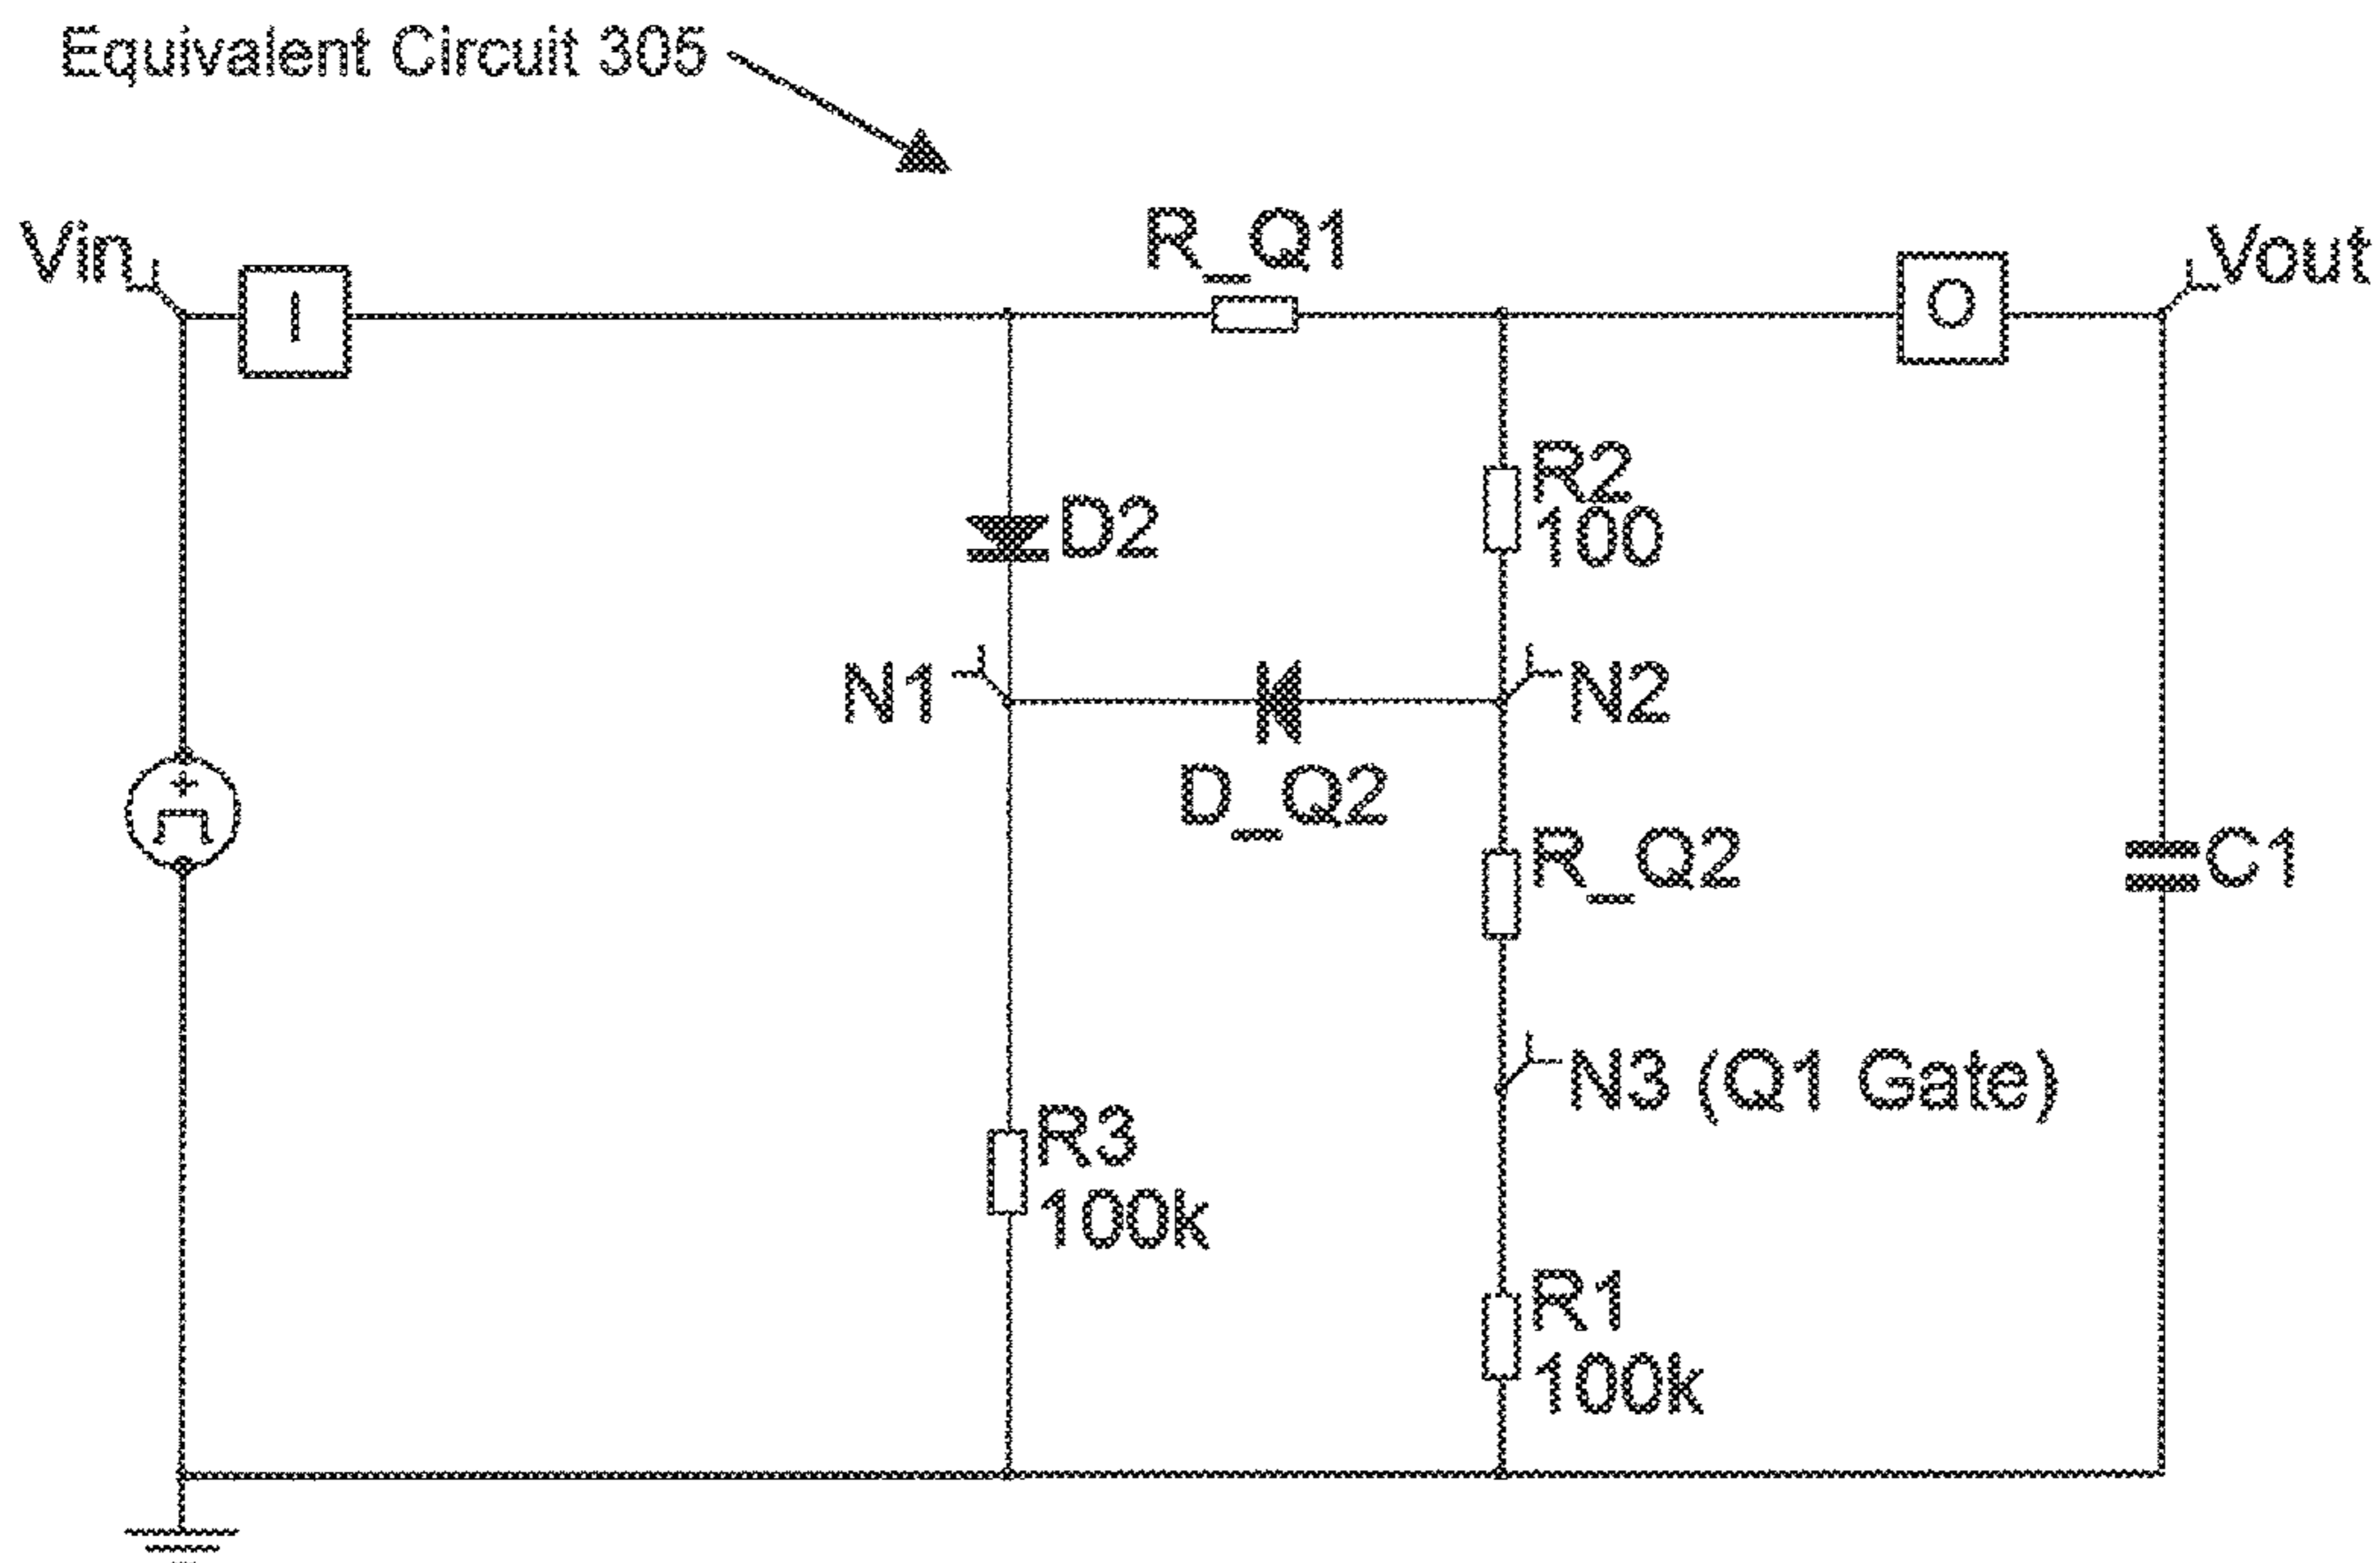 Equivalent Circuit 305
R_Q1
Vin
Vout
I
O
R2
100
D2
N1
N2
D_Q2
R_Q2
C1
+
N3 (Q1 Gate)
R3
100k
R1
100k